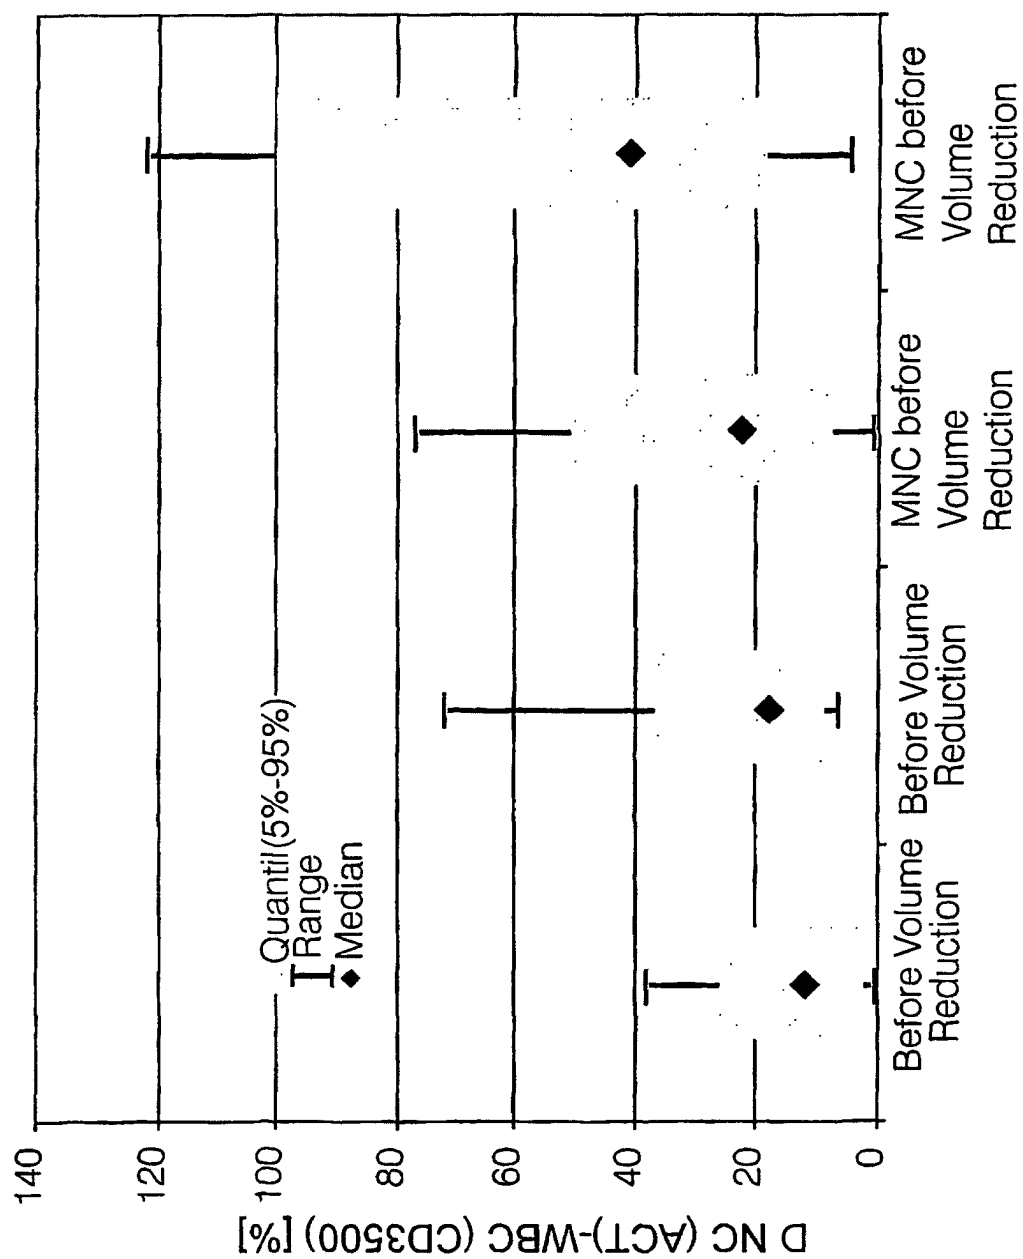 D NC (ACT)-WBC (CD3500) [%]
140
120
100
80
60
40
20
0
Quantil(5%-95%)
Range
Median
Before Volume
Reduction
Before Volume
Reduction
MNC before
Volume
Reduction
MNC before
Volume
Reduction